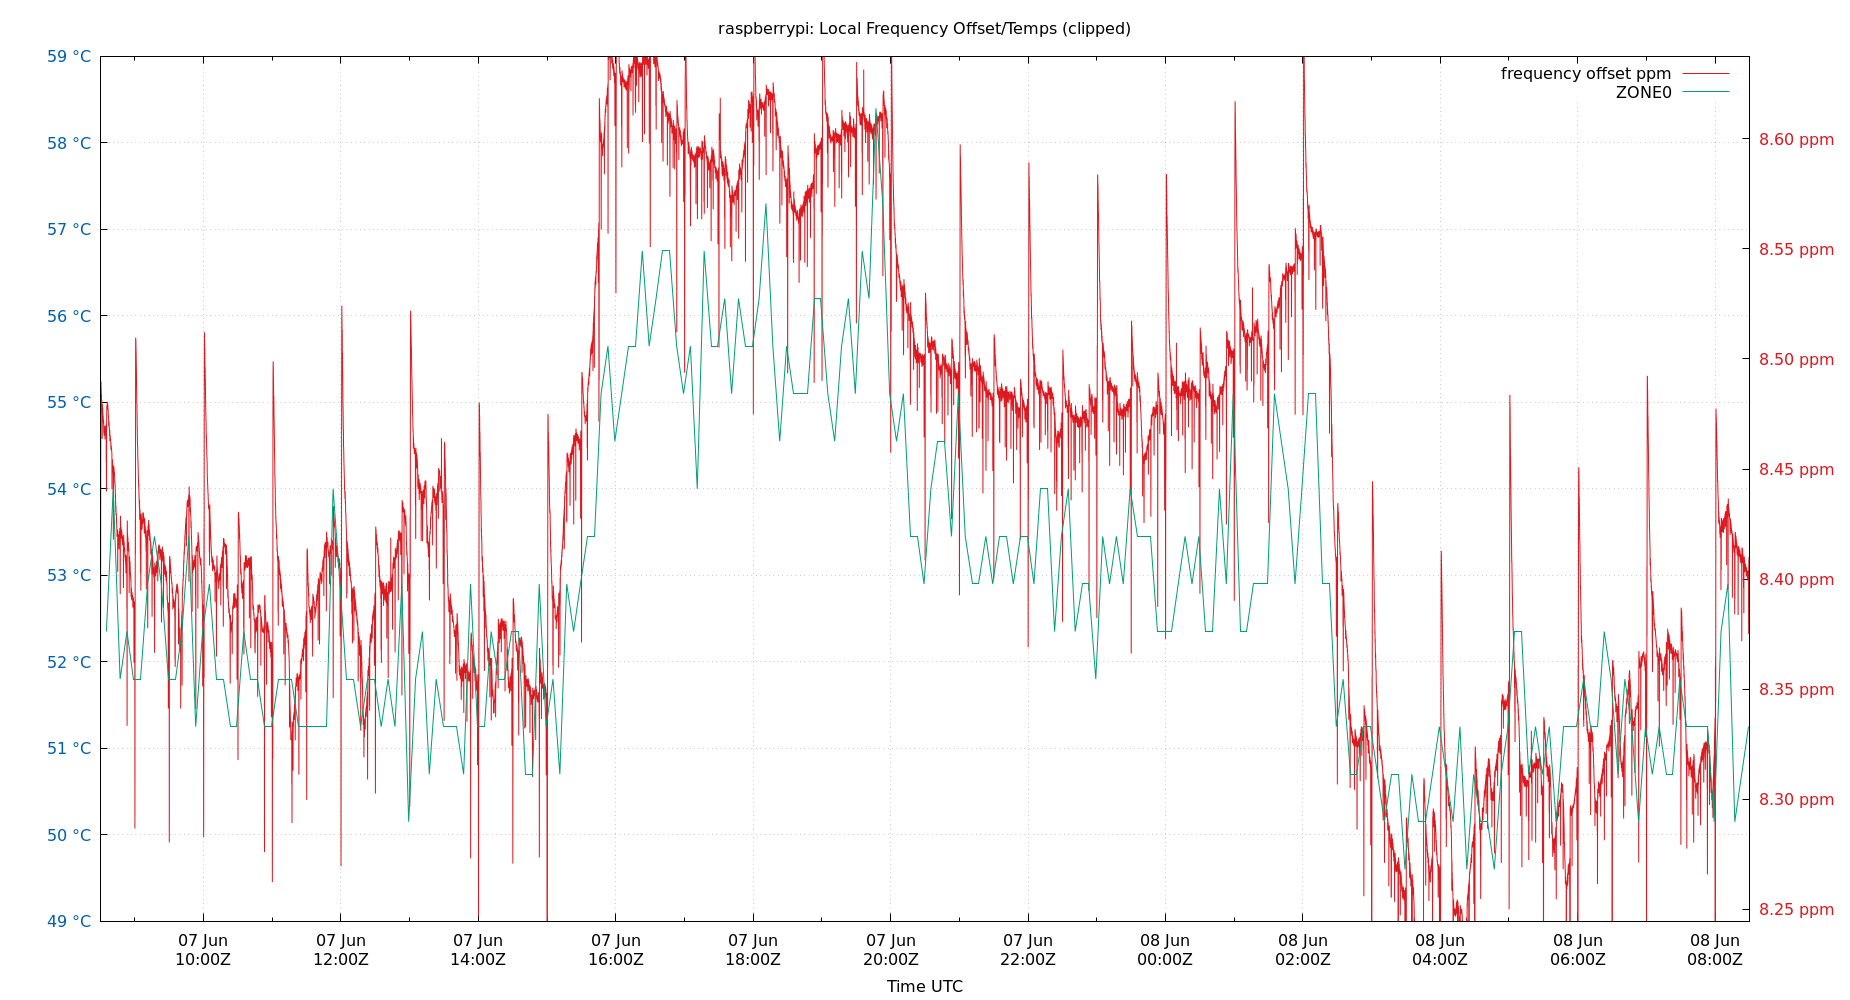 raspberrypi: Local Frequency Offset/Temps (clipped)
59 °C
58 °C
57 °C
56 °C
55 °C
54 °C
53 °C
52 °C
51 °C
50 °C
49 °C
frequency offset ppm
ZONE0
8.60 ppm
8.55 ppm
8.50 ppm
8.45 ppm
8.40 ppm
8.35 ppm
8.30 ppm
8.25 ppm
07 Jun
10:00Z
07 Jun
12:00Z
07 Jun
14:00Z
07 Jun
16:00Z
07 Jun
18:00Z
07 Jun
20:00Z
07 Jun
22:00Z
08 Jun
00:00Z
08 Jun
02:00Z
08 Jun
04:00Z
08 Jun
06:00Z
08 Jun
08:00Z
Time UTC